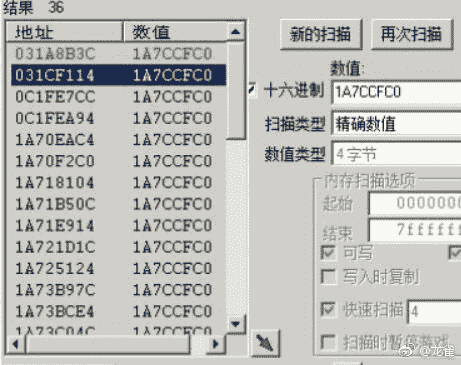 结果 36
地址 数值
031A8B3C 1A7CCFC0
031CF114 1A7CCFC0
0C1FE7CC 1A7CCFC0
0C1FEA94 1A7CCFC0
1A70EAC4 1A7CCFC0
1A70F2C0 1A7CCFC0
1A718104 1A7CCFC0
1A71B50C 1A7CCFC0
1A71E914 1A7CCFC0
1A721D1C 1A7CCFC0
1A725124 1A7CCFC0
1A73B97C 1A7CCFC0
1A73BCE4 1A7CCFC0
1A73C04C 1A7CCFC0
新的扫描 再次扫描
数值:
十六进制 1A7CCFC0
扫描类型 精确数值
数值类型 4字节
内存扫描选项
起始 0000000
结束 7ffffff
可写
写入时复制
快速扫描 4
扫描时暂停游戏
@龙雀